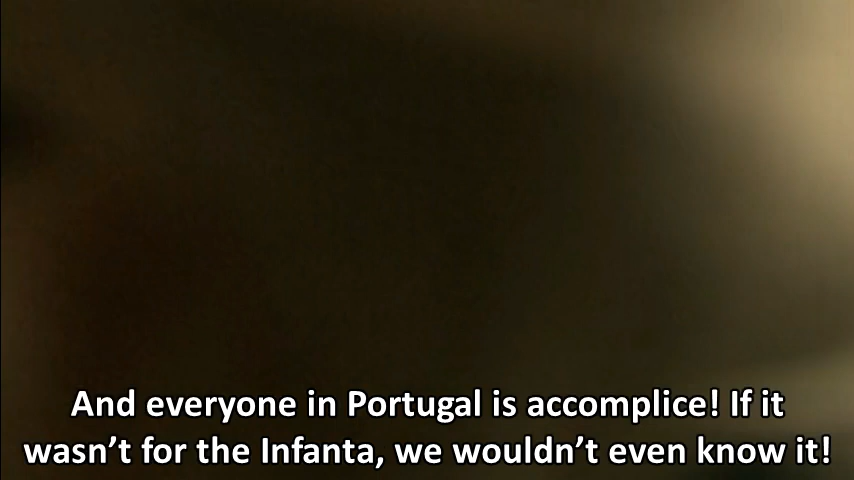 And everyone in Portugal is accomplice! If it
wasn’t for the Infanta, we wouldn’t even know it!